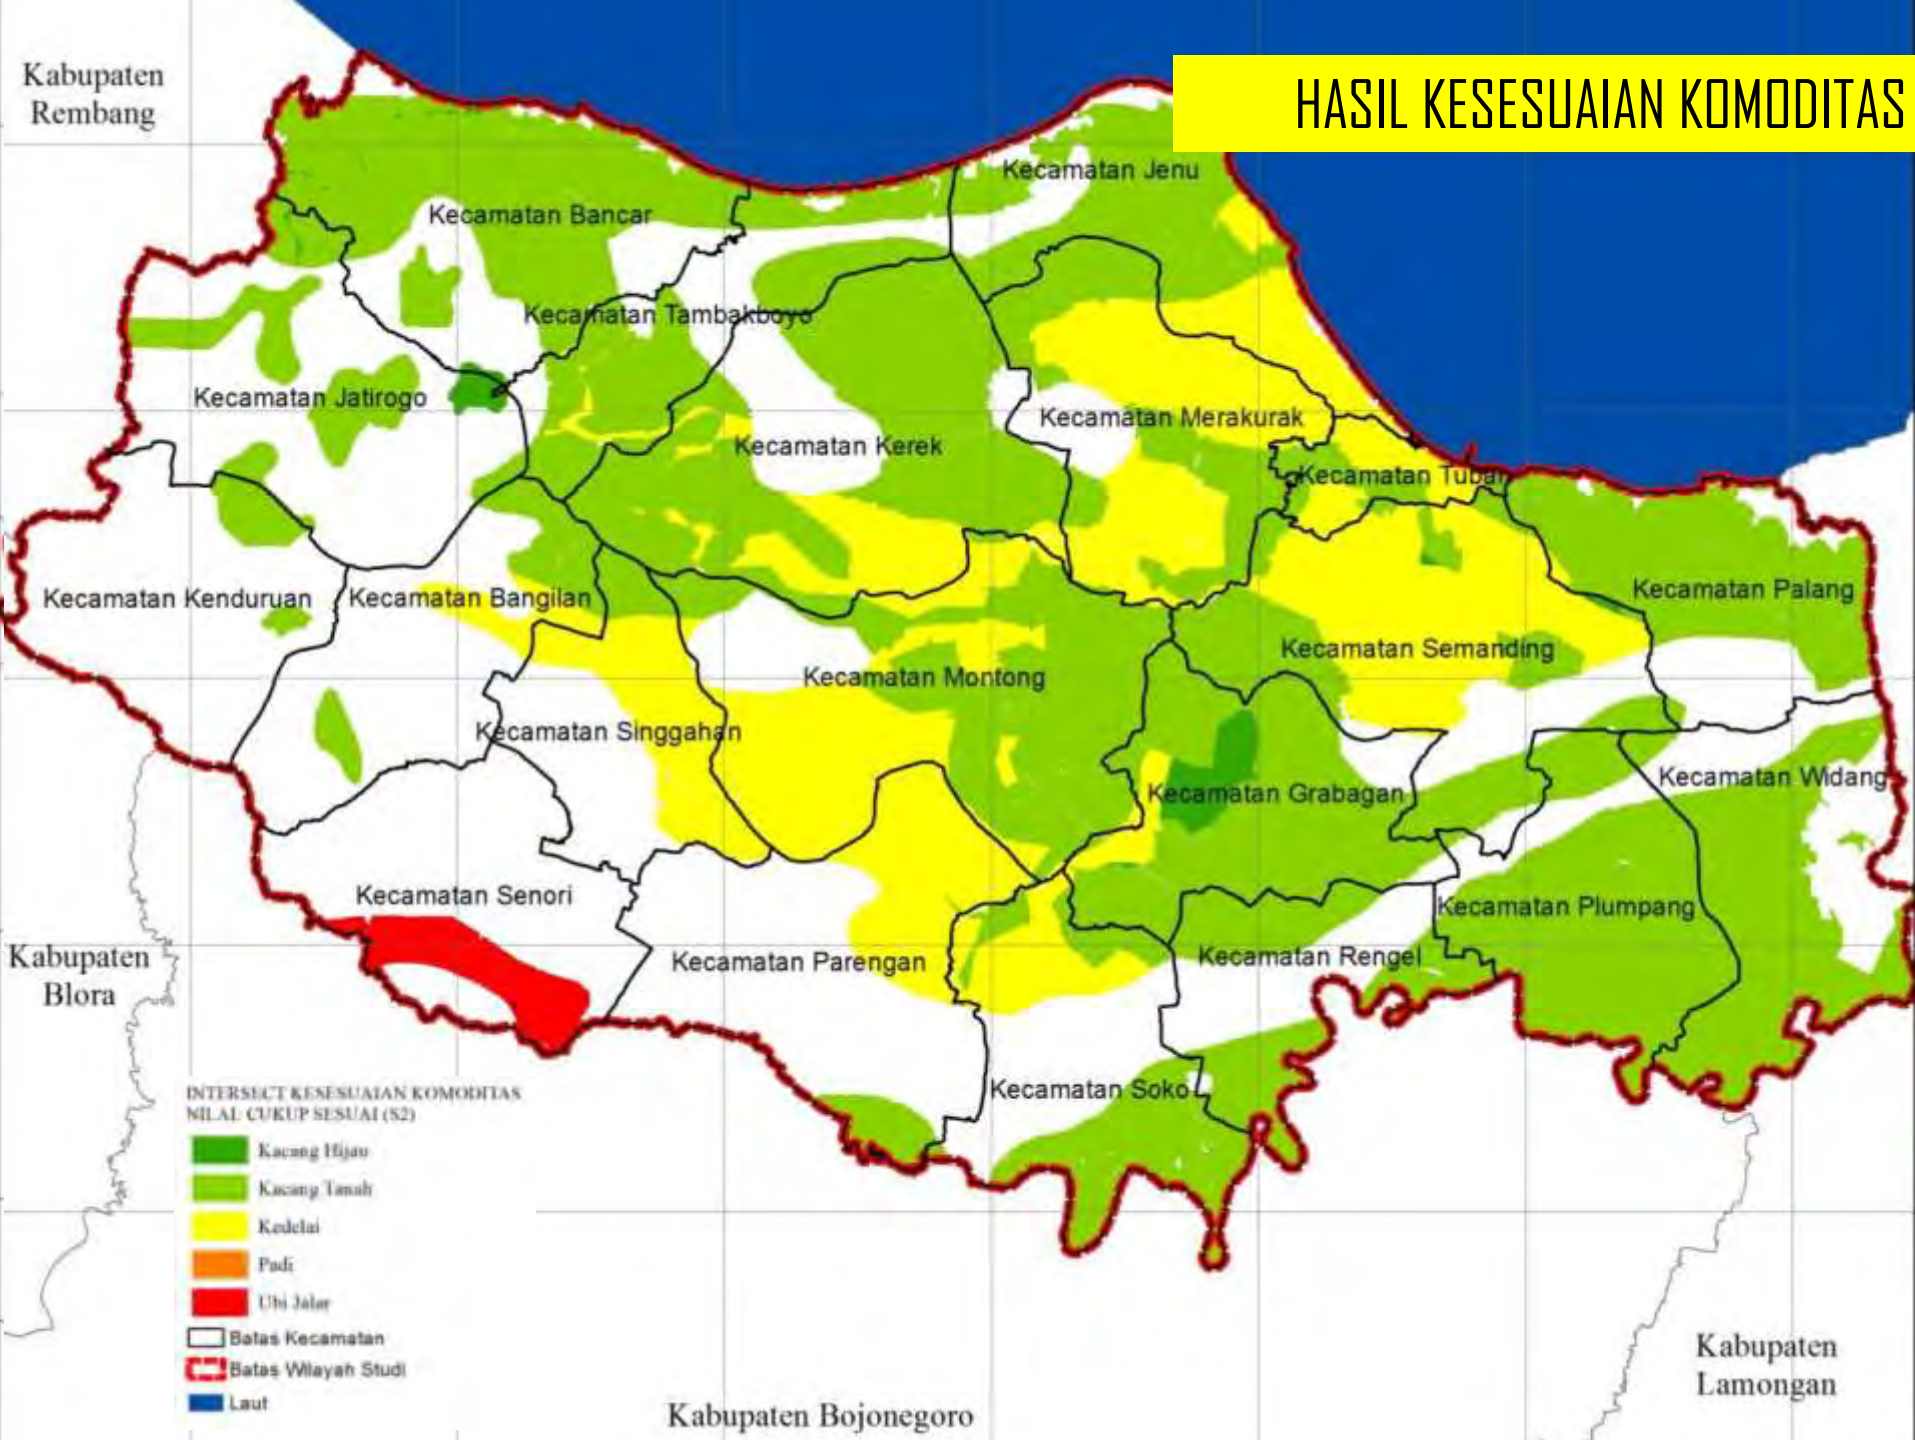 HASIL KESESUAIAN KOMODITAS
Kabupaten
Rembang
Kecamatan Jenu
Kecamatan Bancar
Kecamatan Tambakboyo
Kecamatan Jatirogo
Kecamatan Kerek
Kecamatan Merakurak
Kecamatan Tuban
Kecamatan Kenduruan
Kecamatan Bangilan
Kecamatan Palang
Kecamatan Semanding
Kecamatan Montong
Kecamatan Singgahan
Kecamatan Grabagan
Kecamatan Widang
Kecamatan Senori
Kecamatan Plumpang
Kecamatan Parengan
Kecamatan Rengel
Kabupaten
Blora
Kecamatan Soko
INTERSECT KESESUAIAN KOMODITAS
NILAI CUKUP SESUAI (S2)
Kacang Hijau
Kacang Tanah
Kedelai
Padi
Ubi Jalar
Batas Kecamatan
Batas Wilayah Studi
Laut
Kabupaten Bojonegoro
Kabupaten
Lamongan